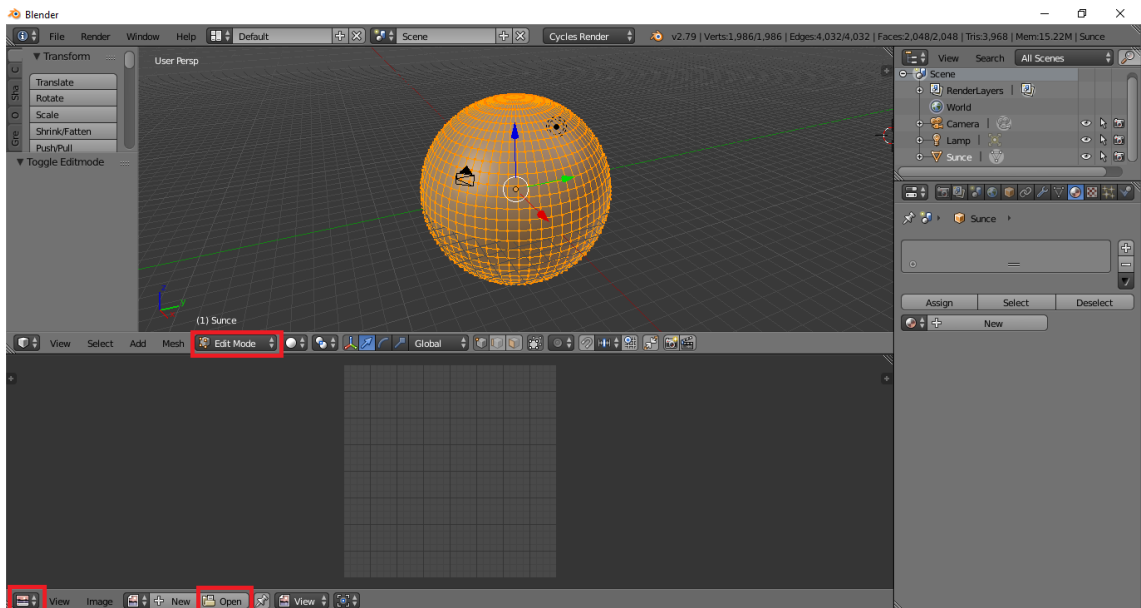 Blender
File Render Window Help Default Scene Cycles Render v2.79 | Verts:1,986/1,986 | Edges:4,032/4,032 | Faces:2,048/2,048 | Tris:3,968 | Mem:15.22M | Sunce
Transform
Translate
Rotate
Scale
Shrink/Fatten
Push/Pull
Toggle Editmode
Sha
O
Gre
User Persp
z
y
(1) Sunce
View Select Add Mesh Edit Mode Global
View Image New Open View
View Search All Scenes
Scene
RenderLayers |
World
Camera |
Lamp |
Sunce |
Sunce
Assign Select Deselect
New